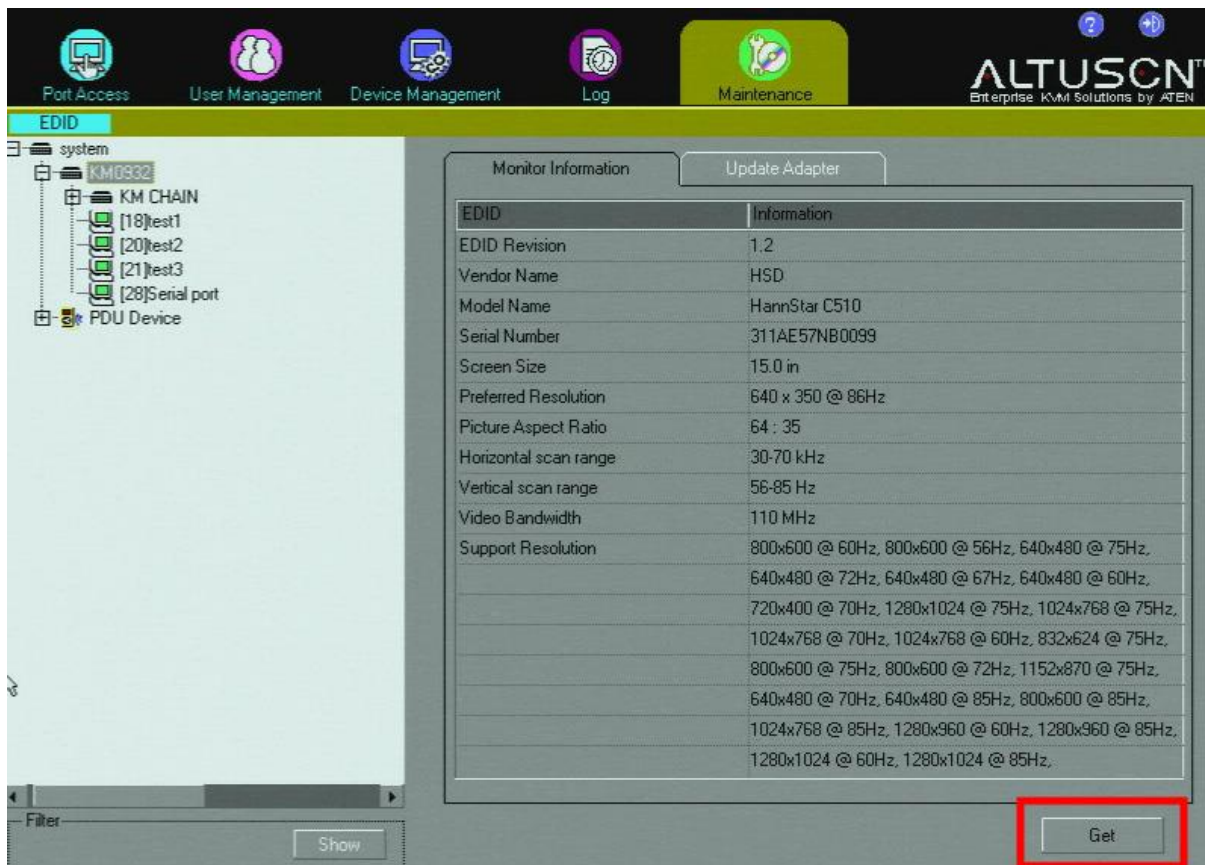 Port Access
User Management
Device Management
Log
Maintenance
ALTUSCN™
Enterprise KVM Solutions by ATEN
EDID
system
KM0932
KM CHAIN
[18]test1
[20]test2
[21]test3
[28]Serial port
PDU Device
Filter
Show
Monitor Information
Update Adapter
EDID Information
EDID Revision 1.2
Vendor Name HSD
Model Name HannStar C510
Serial Number 311AE57NB0099
Screen Size 15.0 in
Preferred Resolution 640 x 350 @ 86Hz
Picture Aspect Ratio 64 : 35
Horizontal scan range 30-70 kHz
Vertical scan range 56-85 Hz
Video Bandwidth 110 MHz
Support Resolution 800x600 @ 60Hz, 800x600 @ 56Hz, 640x480 @ 75Hz,
640x480 @ 72Hz, 640x480 @ 67Hz, 640x480 @ 60Hz,
720x400 @ 70Hz, 1280x1024 @ 75Hz, 1024x768 @ 75Hz,
1024x768 @ 70Hz, 1024x768 @ 60Hz, 832x624 @ 75Hz,
800x600 @ 75Hz, 800x600 @ 72Hz, 1152x870 @ 75Hz,
640x480 @ 70Hz, 640x480 @ 85Hz, 800x600 @ 85Hz,
1024x768 @ 85Hz, 1280x960 @ 60Hz, 1280x960 @ 85Hz,
1280x1024 @ 60Hz, 1280x1024 @ 85Hz,
Get